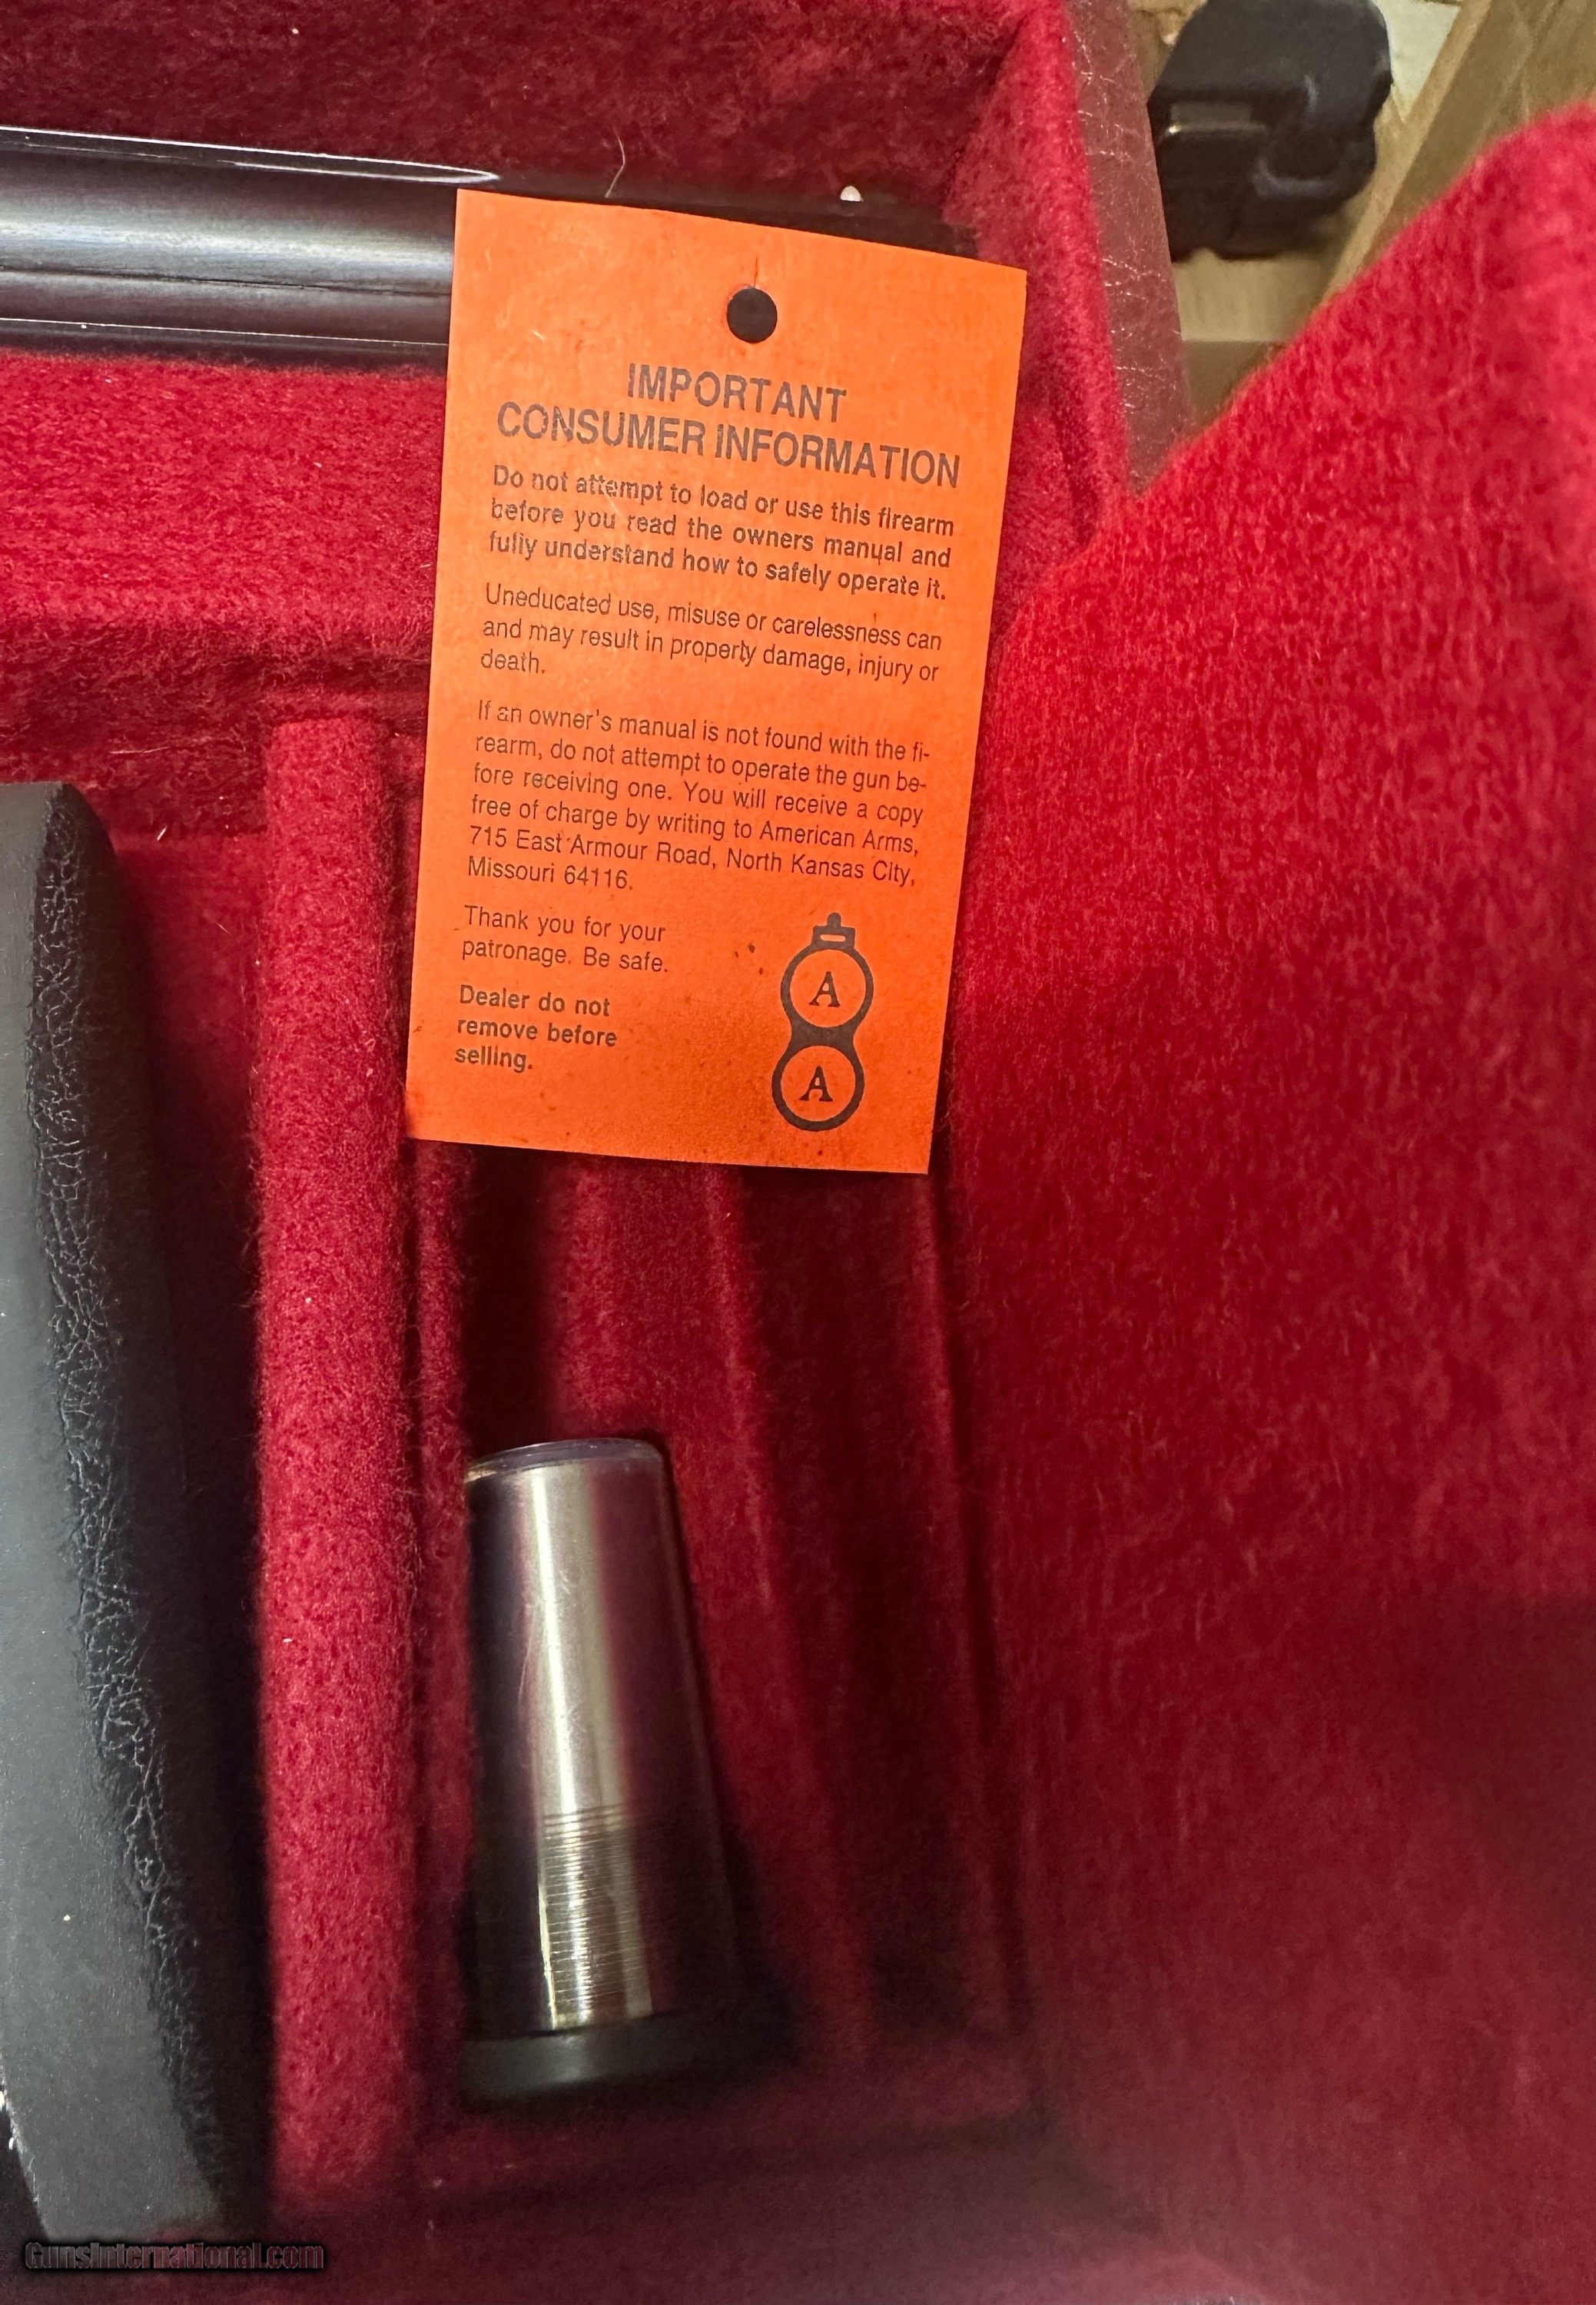 IMPORTANT
CONSUMER INFORMATION
Do not attempt to load or use this firearm
before you read the owners manual and
fully understand how to safely operate it.
Uneducated use, misuse or carelessness can
and may result in property damage, injury or
death.
If an owner's manual is not found with the fi-
rearm, do not attempt to operate the gun be-
fore receiving one. You will receive a copy
free of charge by writing to American Arms,
715 East Armour Road, North Kansas City,
Missouri 64116.
Thank you for your
patronage. Be safe.
Dealer do not
remove before
selling.
A
A
GunsInternational.com